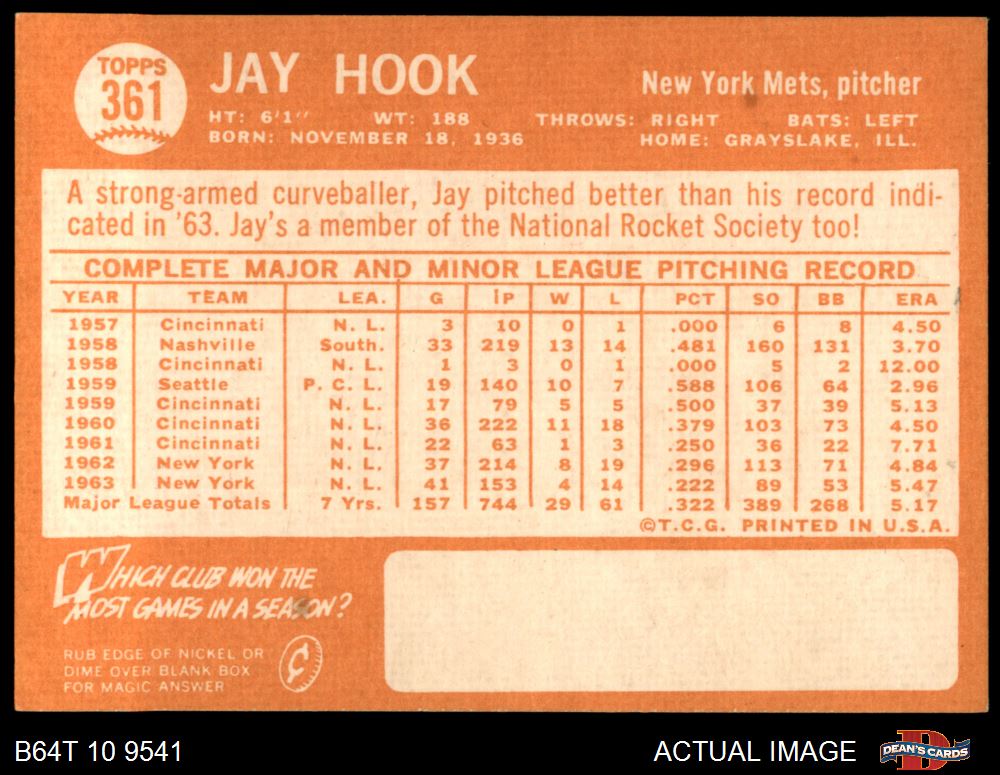 TOPPS
361
JAY HOOK
New York Mets, pitcher
HT: 6'1" WT: 188 THROWS: RIGHT BATS: LEFT
BORN: NOVEMBER 18, 1936 HOME: GRAYSLAKE, ILL.
A strong-armed curveballer, Jay pitched better than his record indi-
cated in '63. Jay's a member of the National Rocket Society too!
COMPLETE MAJOR AND MINOR LEAGUE PITCHING RECORD
YEAR TEAM LEA. G IP W L PCT SO BB ERA
1957 Cincinnati N. L. 3 10 0 1 .000 6 8 4.50
1958 Nashville South. 33 219 13 14 .481 160 131 3.70
1958 Cincinnati N. L. 1 3 0 1 .000 5 2 12.00
1959 Seattle P. C. L. 19 140 10 7 .588 106 64 2.96
1959 Cincinnati N. L. 17 79 5 5 .500 37 39 5.13
1960 Cincinnati N. L. 36 222 11 18 .379 103 73 4.50
1961 Cincinnati N. L. 22 63 1 3 .250 36 22 7.71
1962 New York N. L. 37 214 8 19 .296 113 71 4.84
1963 New York N. L. 41 153 4 14 .222 89 53 5.47
Major League Totals 7 Yrs. 157 744 29 61 .322 389 268 5.17
©T.C.G. PRINTED IN U.S.A.
WHICH CLUB WON THE
MOST GAMES IN A SEASON?
RUB EDGE OF NICKEL OR
DIME OVER BLANK BOX
FOR MAGIC ANSWER
¢
B64T 10 9541
ACTUAL IMAGE
D
DEAN'S CARDS